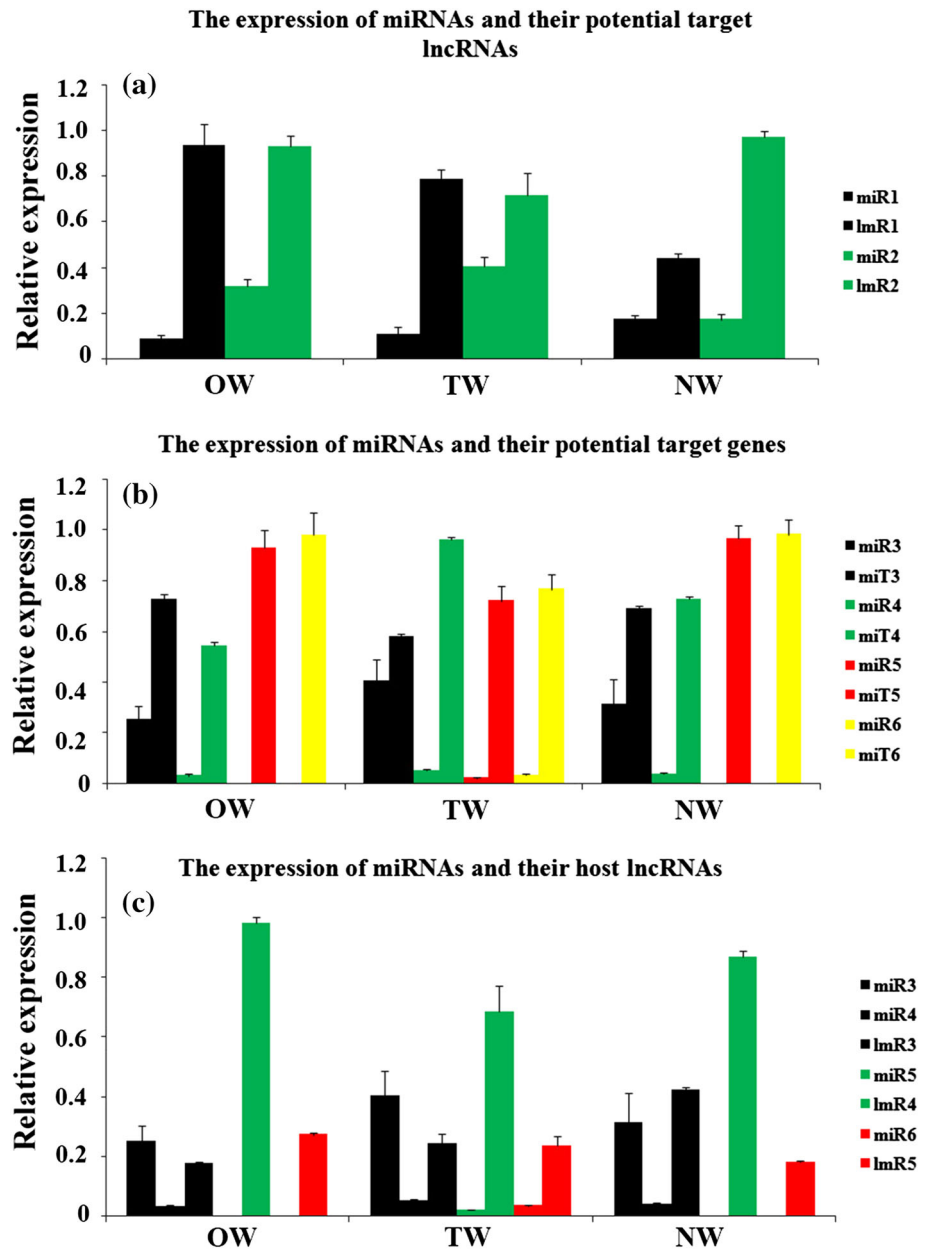 The expression of miRNAs and their potential target
lncRNAs
(a)
Relative expression
1.2
1.0
0.8
0.6
0.4
0.2
0
OW
TW
NW
miR1
lmR1
miR2
lmR2
The expression of miRNAs and their potential target genes
(b)
Relative expression
1.2
1.0
0.8
0.6
0.4
0.2
0
OW
TW
NW
miR3
miT3
miR4
miT4
miR5
miT5
miR6
miT6
The expression of miRNAs and their host lncRNAs
(c)
Relative expression
1.2
1.0
0.8
0.6
0.4
0.2
0
OW
TW
NW
miR3
miR4
lmR3
miR5
lmR4
miR6
lmR5